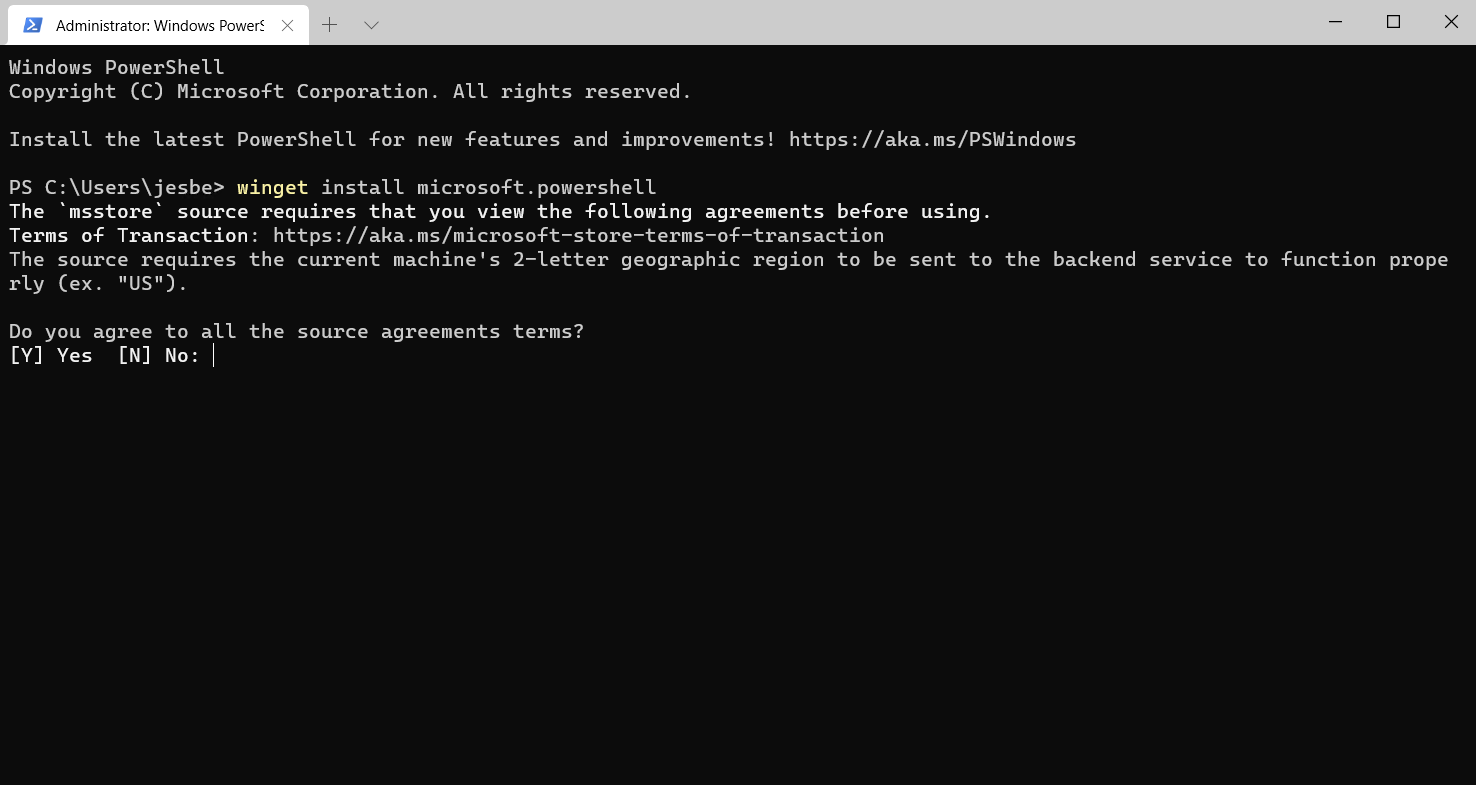 Administrator: Windows PowerS
Windows PowerShell
Copyright (C) Microsoft Corporation. All rights reserved.
Install the latest PowerShell for new features and improvements! https://aka.ms/PSWindows
PS C:\Users\jesbe> winget install microsoft.powershell
The `msstore` source requires that you view the following agreements before using.
Terms of Transaction: https://aka.ms/microsoft-store-terms-of-transaction
The source requires the current machine's 2-letter geographic region to be sent to the backend service to function prope
rly (ex. "US").
Do you agree to all the source agreements terms?
[Y] Yes  [N] No: